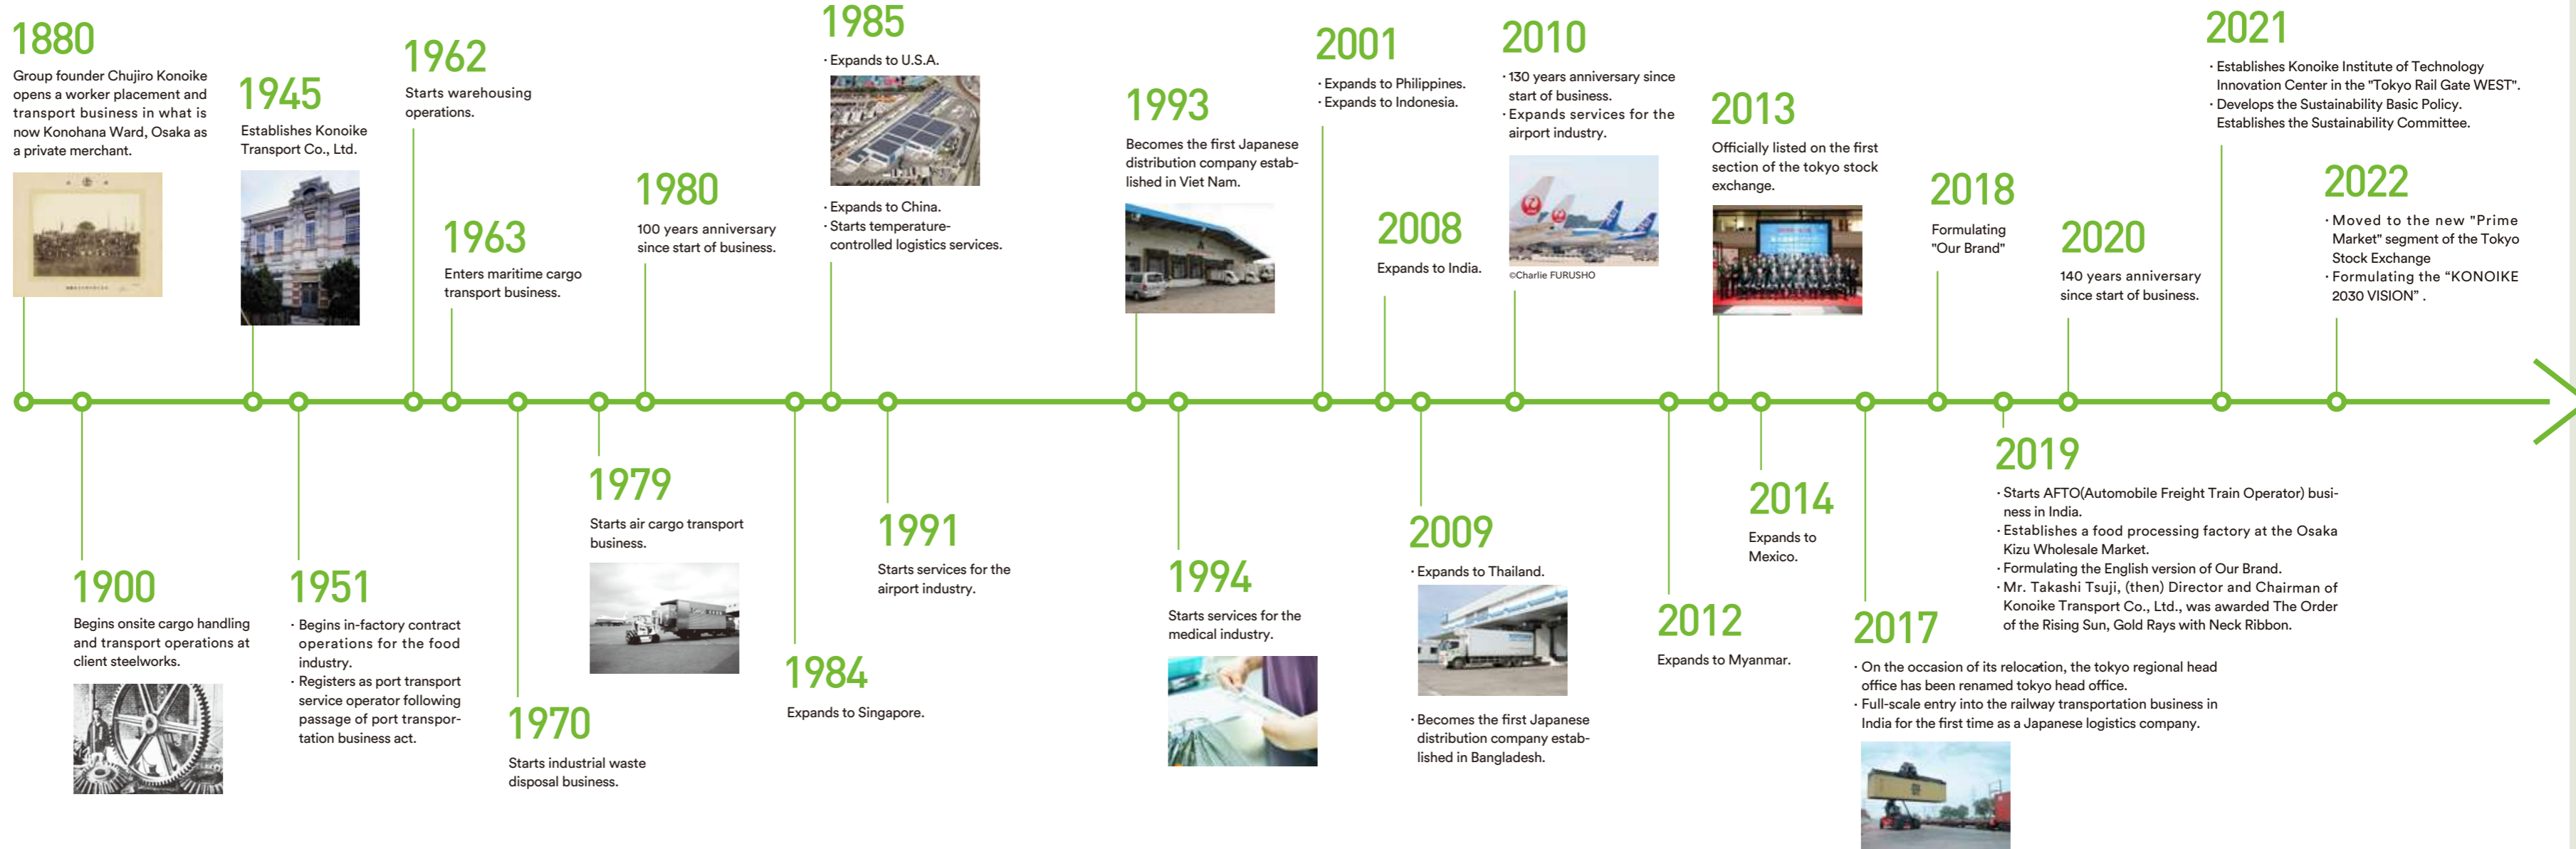 1880
Group founder Chujiro Konoike
opens a worker placement and
transport business in what is
now Konohana Ward, Osaka as
a private merchant.
1900
Begins onsite cargo handling
and transport operations at
client steelworks.
1945
Establishes Konoike
Transport Co., Ltd.
1951
· Begins in-factory contract
operations for the food
industry.
· Registers as port transport
service operator following
passage of port transpor-
tation business act.
1962
Starts warehousing
operations.
1963
Enters maritime cargo
transport business.
1970
Starts industrial waste
disposal business.
1979
Starts air cargo transport
business.
1980
100 years anniversary
since start of business.
1984
Expands to Singapore.
1985
· Expands to U.S.A.
· Expands to China.
· Starts temperature-
controlled logistics services.
1991
Starts services for the
airport industry.
1993
Becomes the first Japanese
distribution company estab-
lished in Viet Nam.
1994
Starts services for the
medical industry.
2001
· Expands to Philippines.
· Expands to Indonesia.
2008
Expands to India.
2009
· Expands to Thailand.
· Becomes the first Japanese
distribution company estab-
lished in Bangladesh.
2010
· 130 years anniversary since
start of business.
· Expands services for the
airport industry.
©Charlie FURUSHO
2012
Expands to Myanmar.
2013
Officially listed on the first
section of the tokyo stock
exchange.
2014
Expands to
Mexico.
2017
· On the occasion of its relocation, the tokyo regional head
office has been renamed tokyo head office.
· Full-scale entry into the railway transportation business in
India for the first time as a Japanese logistics company.
2018
Formulating
"Our Brand"
2019
· Starts AFTO(Automobile Freight Train Operator) busi-
ness in India.
· Establishes a food processing factory at the Osaka
Kizu Wholesale Market.
· Formulating the English version of Our Brand.
· Mr. Takashi Tsuji, (then) Director and Chairman of
Konoike Transport Co., Ltd., was awarded The Order
of the Rising Sun, Gold Rays with Neck Ribbon.
2020
140 years anniversary
since start of business.
2021
· Establishes Konoike Institute of Technology
Innovation Center in the "Tokyo Rail Gate WEST".
· Develops the Sustainability Basic Policy.
Establishes the Sustainability Committee.
2022
· Moved to the new "Prime
Market" segment of the Tokyo
Stock Exchange
· Formulating the “KONOIKE
2030 VISION” .